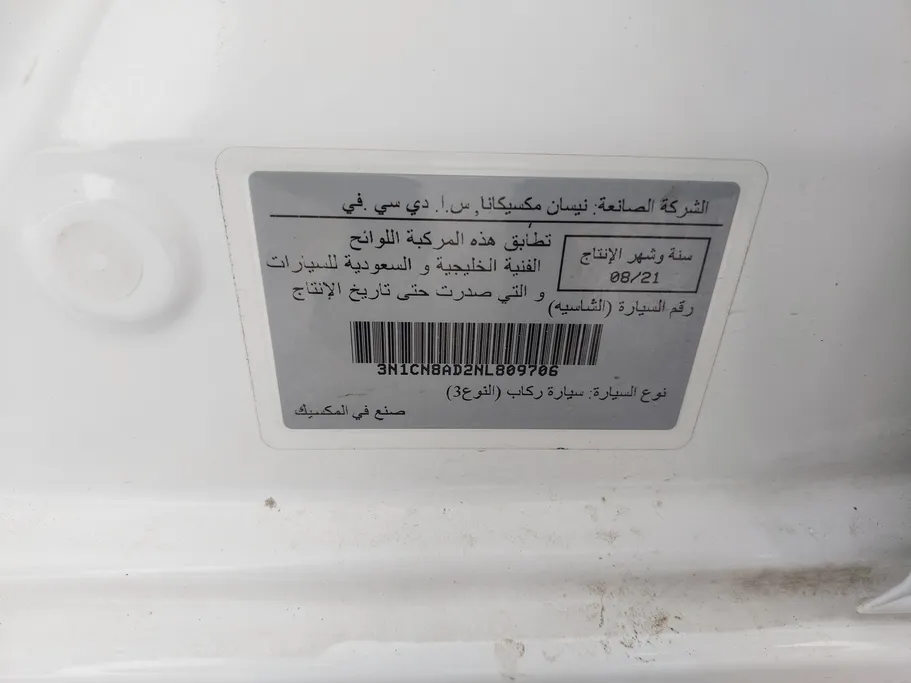 الشركة الصانعة: نيسان مكسيكانا, س.ا. دي سي .في
سنة وشهر الإنتاج
08/21
تطابق هذه المركبة اللوائح
الفنية الخليجية و السعودية للسيارات
و التي صدرت حتى تاريخ الإنتاج
رقم السيارة (الشاسيه)
3N1CN8AD2NL809706
نوع السيارة: سيارة ركاب (النوع3)
صنع في المكسيك